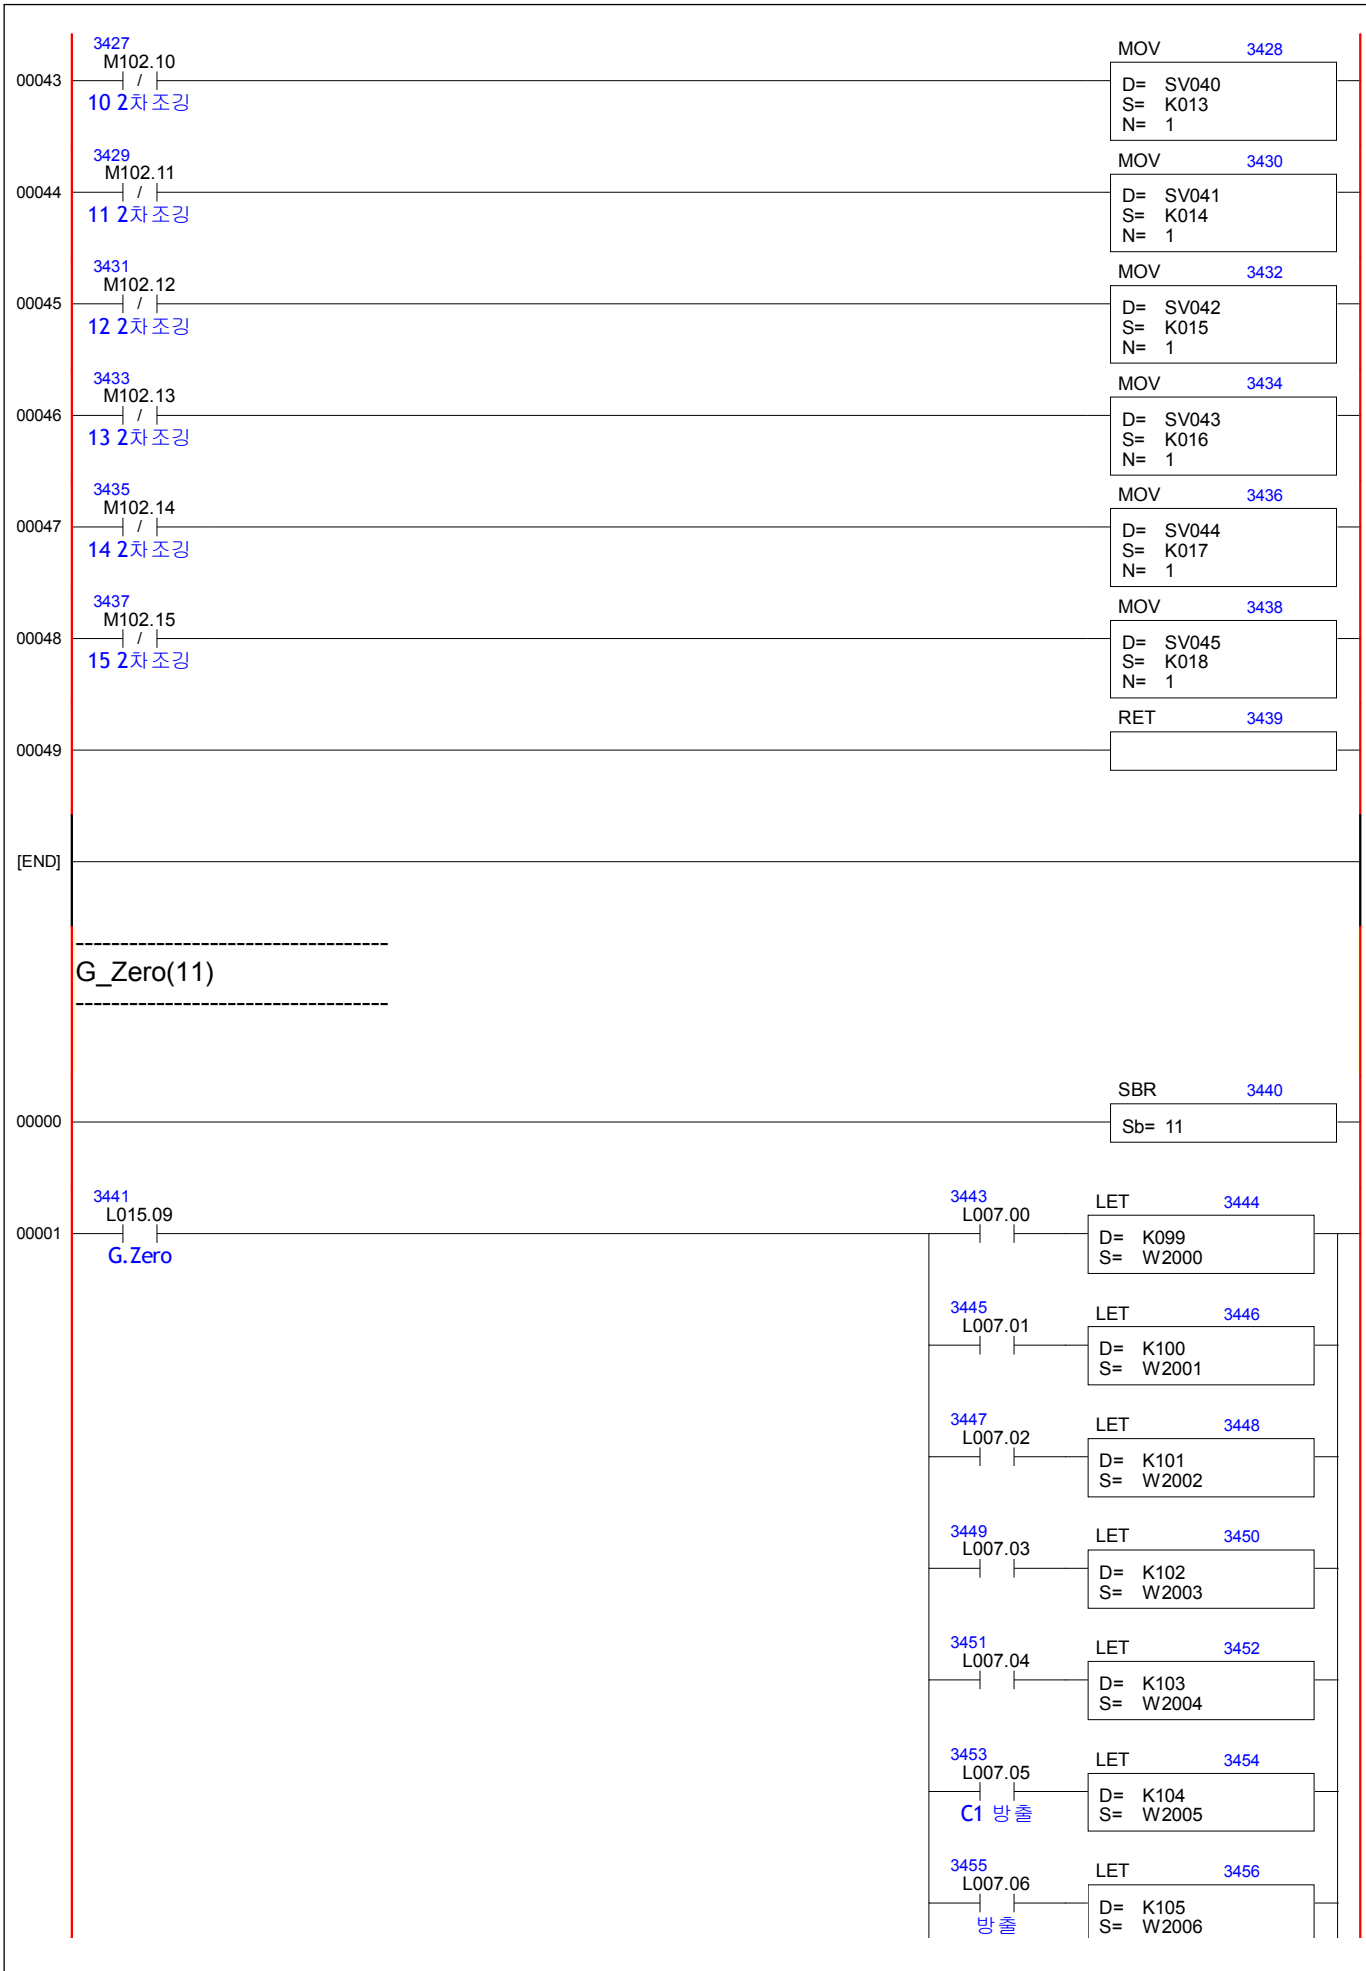 3427
M102.10
MOV 3428
00043
/
10 2차조깅
D= SV040
S= K013
N= 1
3429
M102.11
MOV 3430
00044
/
11 2차조깅
D= SV041
S= K014
N= 1
3431
M102.12
MOV 3432
00045
/
12 2차조깅
D= SV042
S= K015
N= 1
3433
M102.13
MOV 3434
00046
/
13 2차조깅
D= SV043
S= K016
N= 1
3435
M102.14
MOV 3436
00047
/
14 2차조깅
D= SV044
S= K017
N= 1
3437
M102.15
MOV 3438
00048
/
15 2차조깅
D= SV045
S= K018
N= 1
RET 3439
00049
[END]
-----------------------------------
G_Zero(11)
-----------------------------------
SBR 3440
00000
Sb= 11
3441
L015.09
3443
L007.00
LET 3444
00001
G.Zero
D= K099
S= W2000
3445
L007.01
LET 3446
D= K100
S= W2001
3447
L007.02
LET 3448
D= K101
S= W2002
3449
L007.03
LET 3450
D= K102
S= W2003
3451
L007.04
LET 3452
D= K103
S= W2004
3453
L007.05
LET 3454
C1 방출
D= K104
S= W2005
3455
L007.06
LET 3456
방출
D= K105
S= W2006